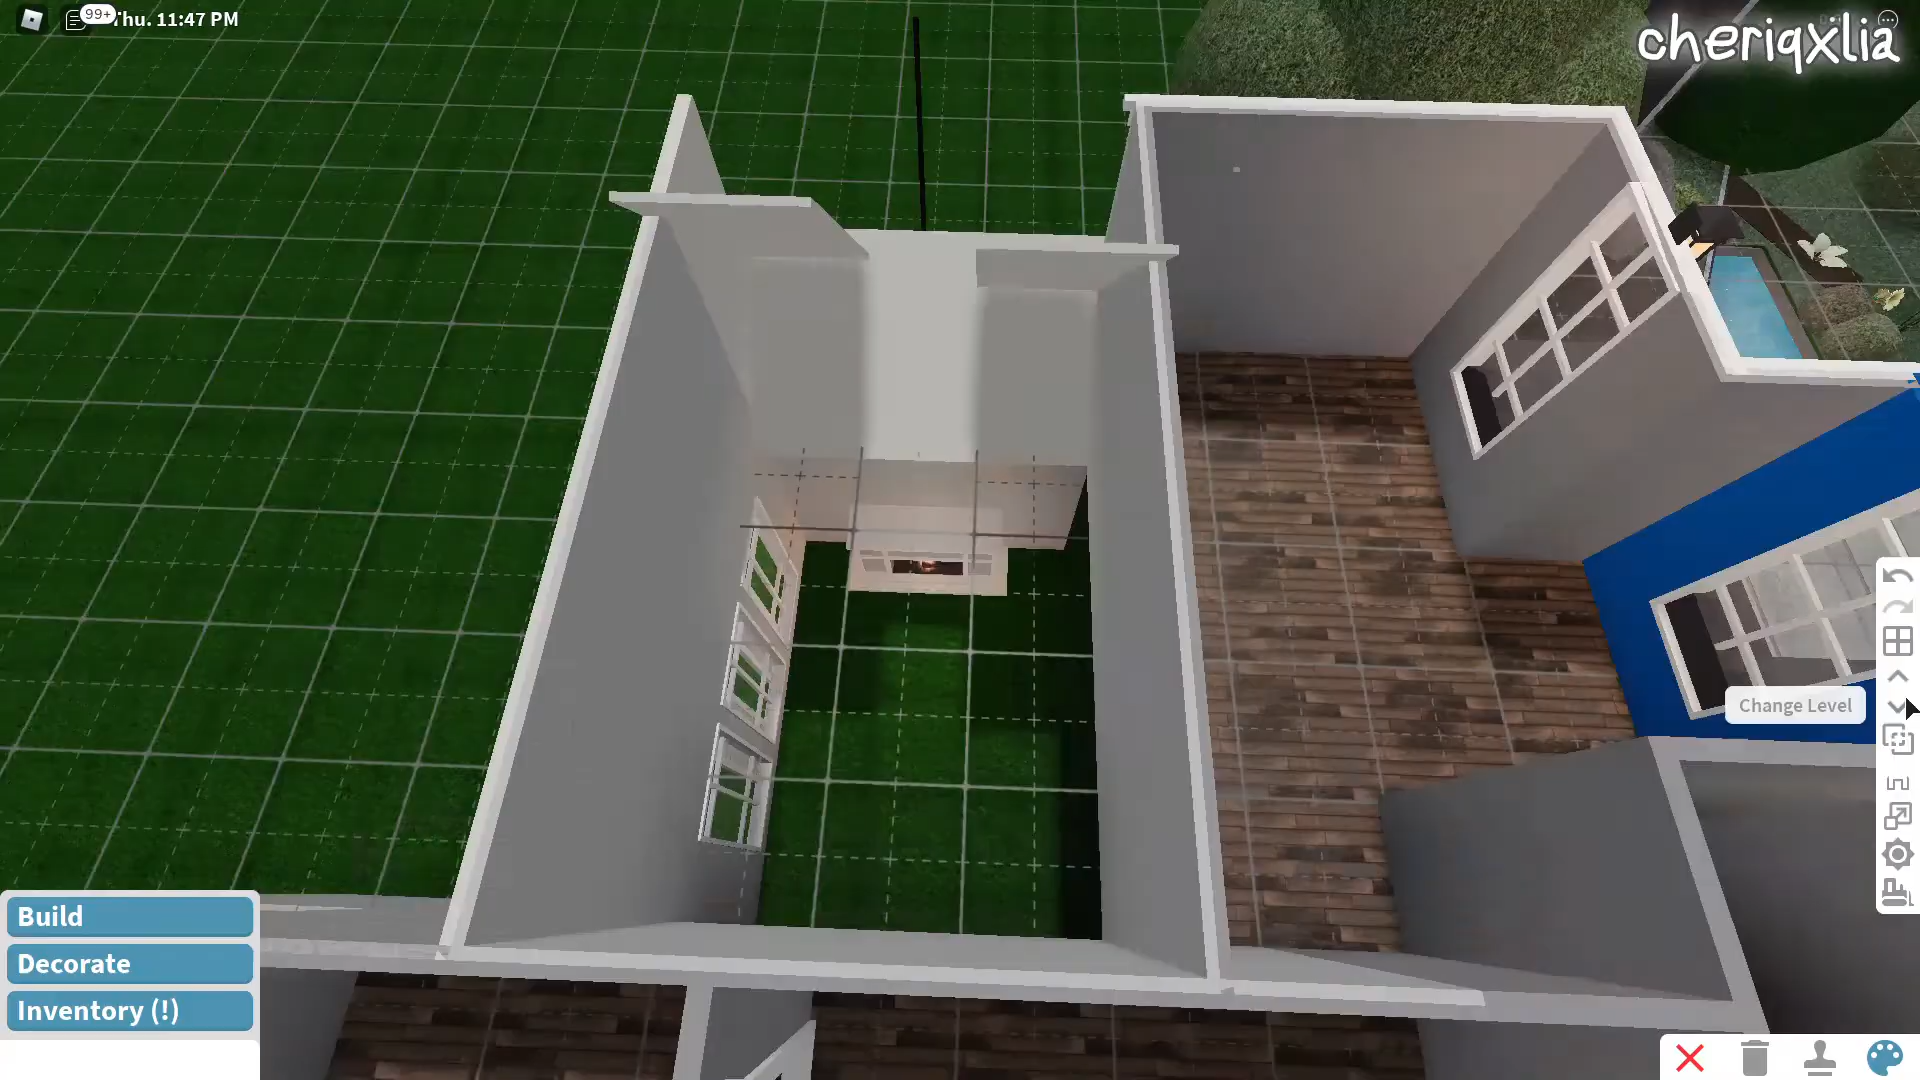 99+
Thu. 11:47 PM
cheriqxlia
Change Level
Build
Decorate
Inventory (!)